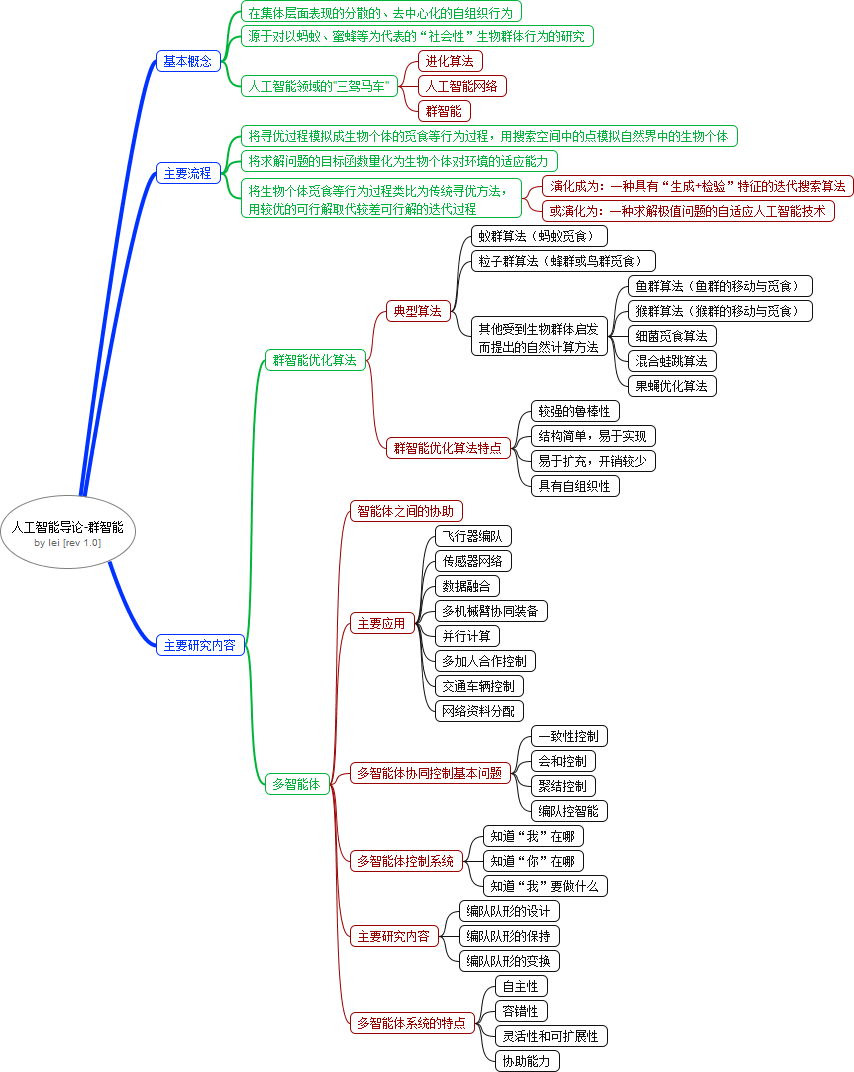 在集体层面表现的分散的、去中心化的自组织行为
源于对以蚂蚁、蜜蜂等为代表的“社会性”生物群体行为的研究
基本概念
人工智能领域的"三驾马车"
进化算法
人工智能网络
群智能
将寻优过程模拟成生物个体的觅食等行为过程，用搜索空间中的点模拟自然界中的生物个体
将求解问题的目标函数量化为生物个体对环境的适应能力
主要流程
将生物个体觅食等行为过程类比为传统寻优方法，
用较优的可行解取代较差可行解的迭代过程
演化成为：一种具有“生成+检验”特征的迭代搜索算法
或演化为：一种求解极值问题的自适应人工智能技术
蚁群算法（蚂蚁觅食）
粒子群算法（蜂群或鸟群觅食）
典型算法
其他受到生物群体启发
而提出的自然计算方法
鱼群算法（鱼群的移动与觅食）
猴群算法（猴群的移动与觅食）
细菌觅食算法
混合蛙跳算法
果蝇优化算法
群智能优化算法
群智能优化算法特点
较强的鲁棒性
结构简单，易于实现
易于扩充，开销较少
具有自组织性
人工智能导论-群智能
by lei [rev 1.0]
主要研究内容
智能体之间的协助
主要应用
飞行器编队
传感器网络
数据融合
多机械臂协同装备
并行计算
多加人合作控制
交通车辆控制
网络资料分配
多智能体
多智能体协同控制基本问题
一致性控制
会和控制
聚结控制
编队控智能
多智能体控制系统
知道“我”在哪
知道“你”在哪
知道“我”要做什么
主要研究内容
编队队形的设计
编队队形的保持
编队队形的变换
多智能体系统的特点
自主性
容错性
灵活性和可扩展性
协助能力